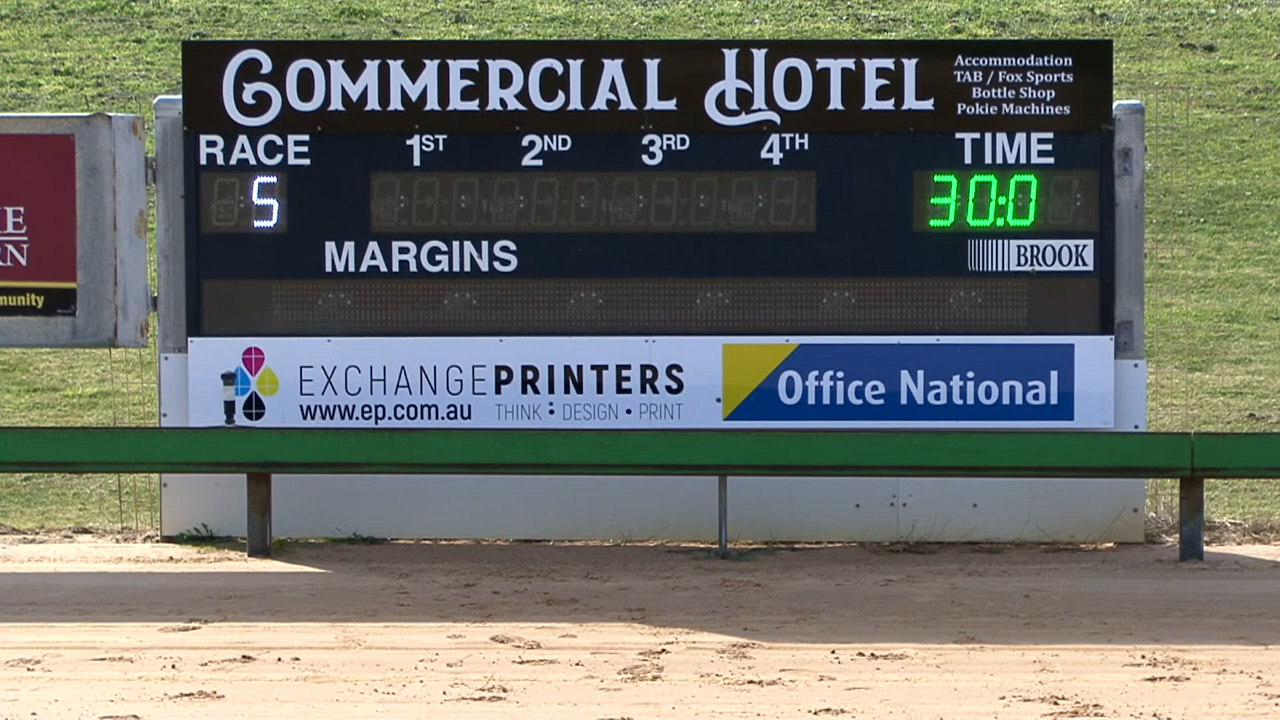 COMMERCIAL HOTEL
Accommodation
TAB / Fox Sports
Bottle Shop
Pokie Machines
RACE 1ST 2ND 3RD 4TH TIME
5 30:0
MARGINS
BROOK
EXCHANGEPRINTERS
www.ep.com.au THINK : DESIGN • PRINT
Office National